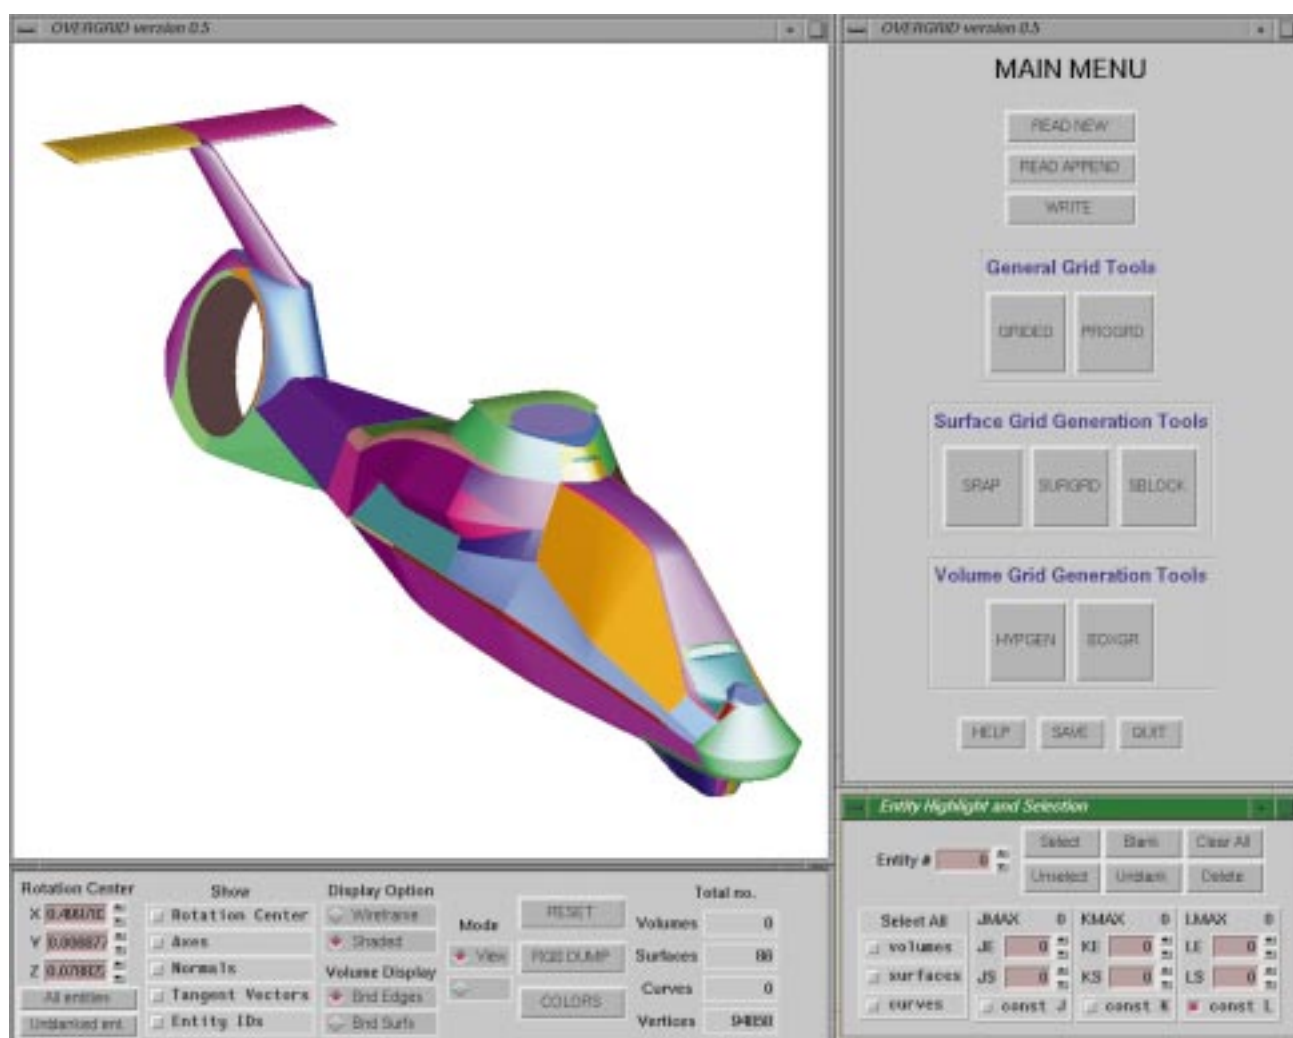 OVERGRID version 0.5
OVERGRID version 0.5
MAIN MENU
READ NEW
READ APPEND
WRITE
General Grid Tools
GRIDED PROGRD
Surface Grid Generation Tools
SRAP SURGRD SBLOCK
Volume Grid Generation Tools
HYPGEN BOXGR
HELP SAVE QUIT
Entity Highlight and Selection
Entity # 0
Select Blank Clear All
Unselect Unblank Delete
Select All
volumes
surfaces
curves
JMAX 0 KMAX 0 LMAX 0
JE 0 KE 0 LE 0
JS 0 KS 0 LS 0
const J const K const L
Rotation Center
X
Y
Z
All entities
Unblanked ent.
Show
Rotation Center
Axes
Normals
Tangent Vectors
Entity IDs
Display Option
Wireframe
Shaded
Volume Display
Bnd Edges
Bnd Surfs
Mode
View
RESET
RGB DUMP
COLORS
Total no.
Volumes 0
Surfaces
Curves 0
Vertices